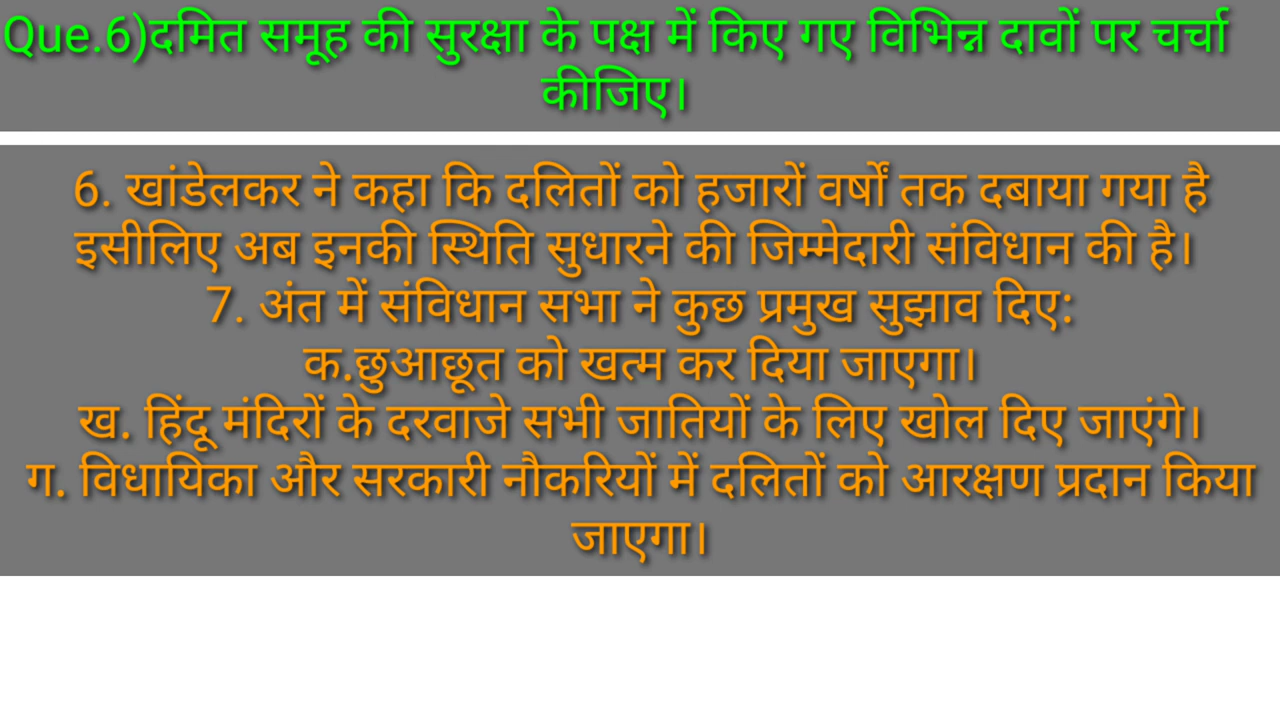 Que.6)दमित समूह की सुरक्षा के पक्ष में किए गए विभिन्न दावों पर चर्चा
कीजिए।
6. खांडेलकर ने कहा कि दलितों को हजारों वर्षों तक दबाया गया है
इसीलिए अब इनकी स्थिति सुधारने की जिम्मेदारी संविधान की है।
7. अंत में संविधान सभा ने कुछ प्रमुख सुझाव दिए:
क.छुआछूत को खत्म कर दिया जाएगा।
ख. हिंदू मंदिरों के दरवाजे सभी जातियों के लिए खोल दिए जाएंगे।
ग. विधायिका और सरकारी नौकरियों में दलितों को आरक्षण प्रदान किया
जाएगा।